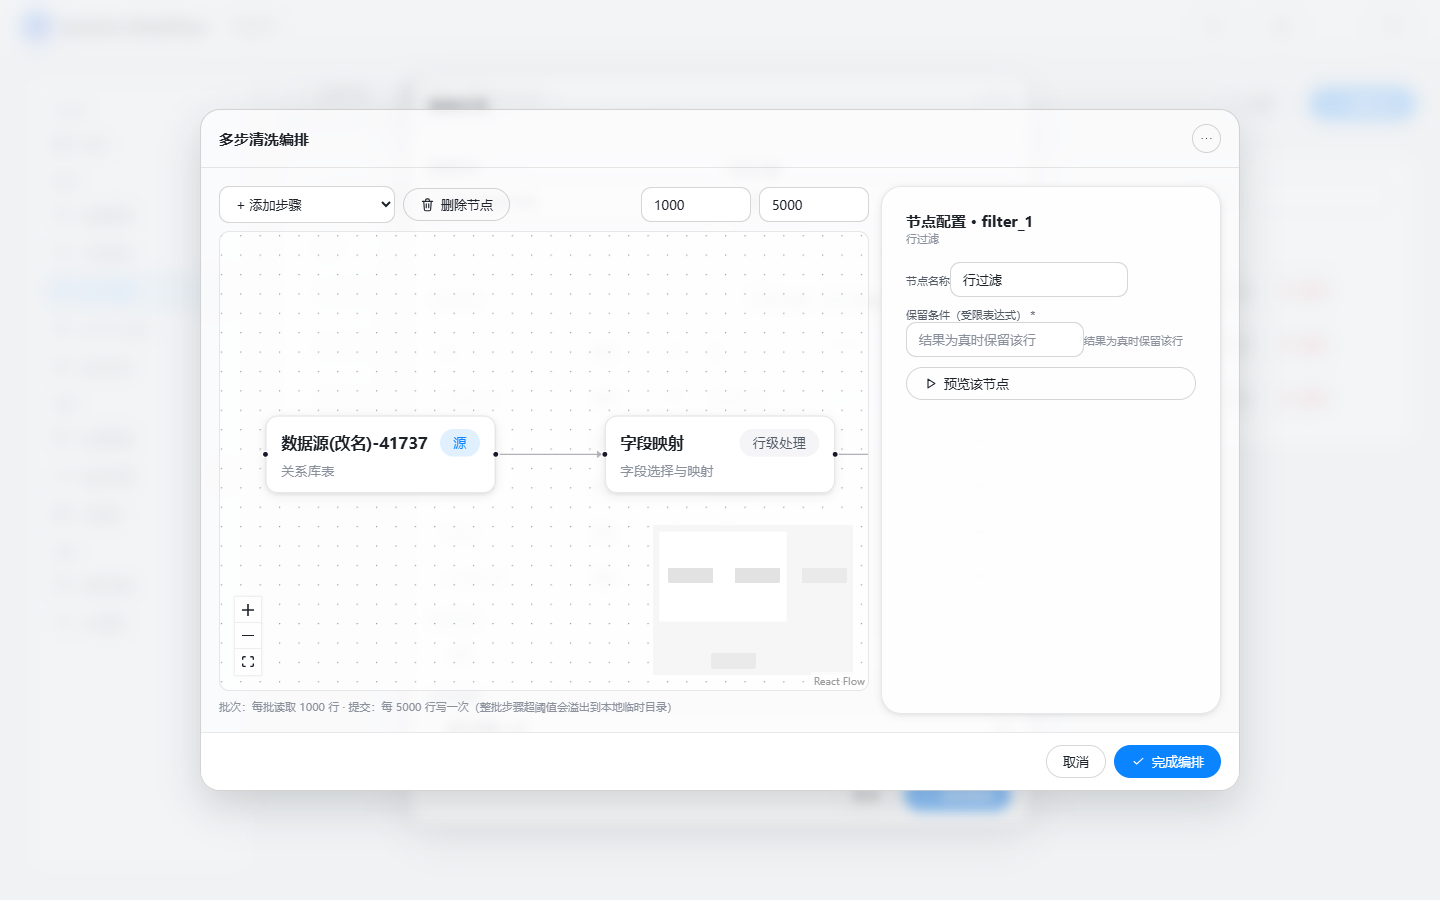 多步清洗编排
+ 添加步骤
删除节点
1000
5000
数据源(改名)-41737
源
关系库表
字段映射
行级处理
字段选择与映射
React Flow
批次：每批读取 1000 行 · 提交：每 5000 行写一次（整批步骤超阈值会溢出到本地临时目录）
节点配置 • filter_1
行过滤
节点名称
行过滤
保留条件（受限表达式） *
结果为真时保留该行
结果为真时保留该行
预览该节点
取消
完成编排